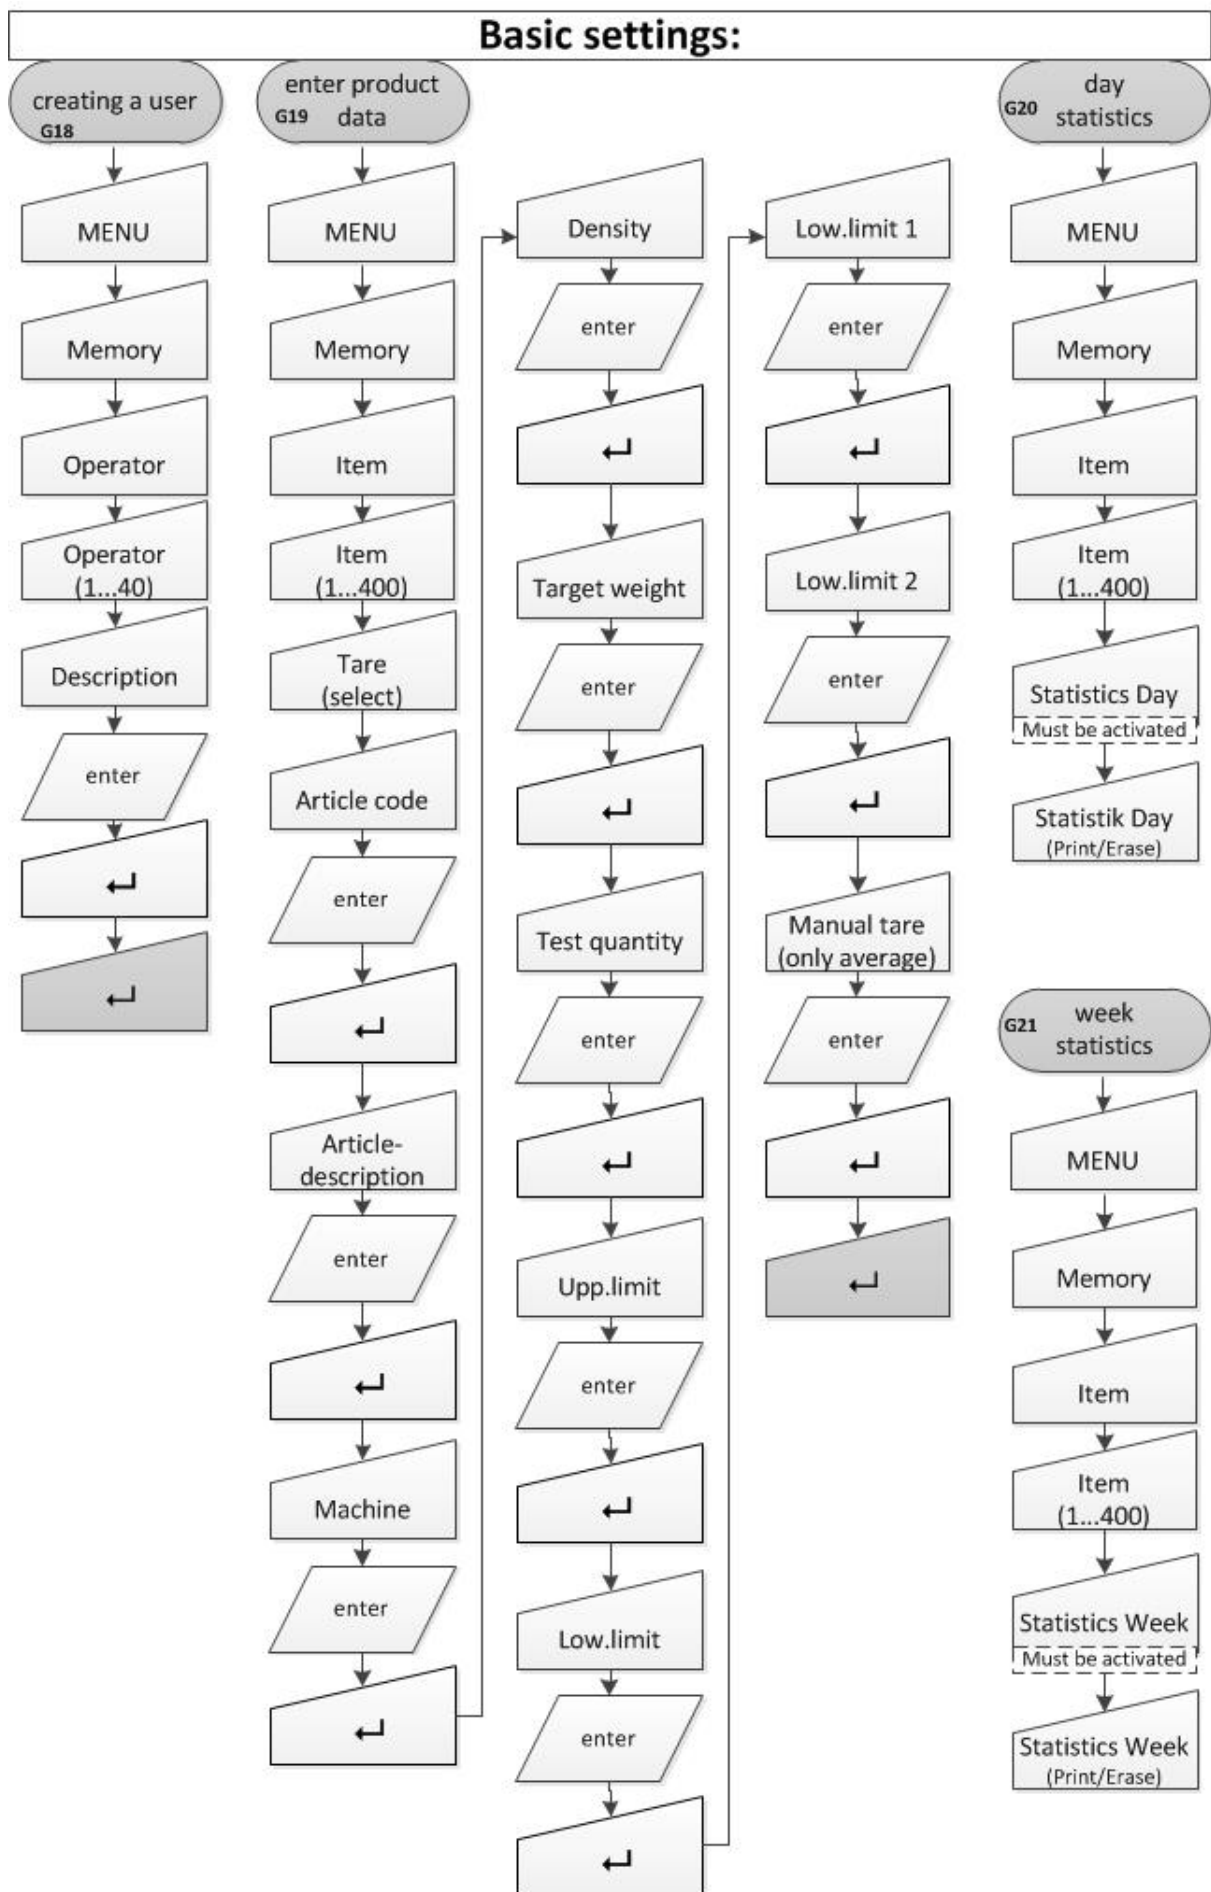 Basic settings:
creating a user
G18
MENU
Memory
Operator
Operator
(1...40)
Description
enter
↵
↵
enter product
G19 data
MENU
Memory
Item
Item
(1...400)
Tare
(select)
Article code
enter
↵
Article-
description
enter
↵
Machine
enter
↵
Density
enter
↵
Target weight
enter
↵
Test quantity
enter
↵
Upp.limit
enter
↵
Low.limit
enter
↵
Low.limit 1
enter
↵
Low.limit 2
enter
↵
Manual tare
(only average)
enter
↵
↵
day
G20 statistics
MENU
Memory
Item
Item
(1...400)
Statistics Day
Must be activated
Statistik Day
(Print/Erase)
G21 week
statistics
MENU
Memory
Item
Item
(1...400)
Statistics Week
Must be activated
Statistics Week
(Print/Erase)